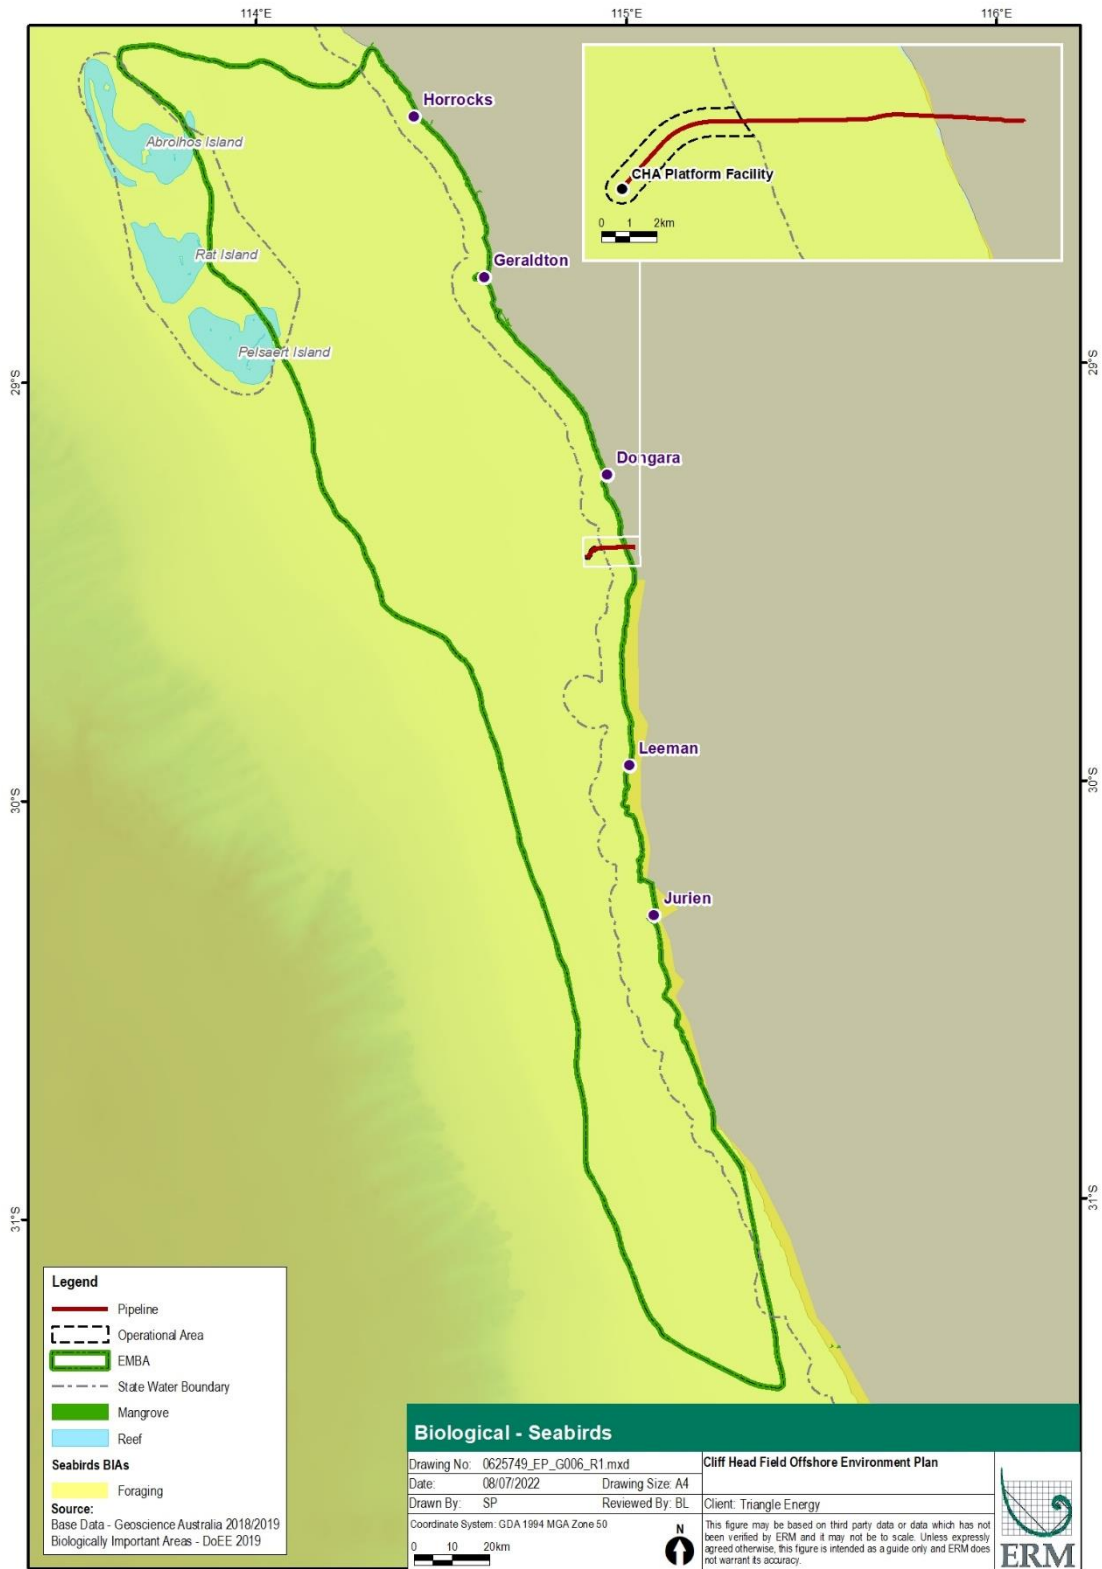 114°E
115°E
116°E
Horrocks
Abrolhos Island
CHA Platform Facility
0 1 2km
Rat Island
Geraldton
Pelsaert Island
29°S
29°S
Dongara
Leeman
30°S
30°S
Jurien
31°S
31°S
Legend
Pipeline
Operational Area
EMBA
State Water Boundary
Mangrove
Reef
Seabirds BIAs
Foraging
Source:
Base Data - Geoscience Australia 2018/2019
Biologically Important Areas - DoEE 2019
Biological - Seabirds
Drawing No: 0625749_EP_G006_R1.mxd
Date: 08/07/2022 Drawing Size: A4
Drawn By: SP Reviewed By: BL
Coordinate System: GDA 1994 MGA Zone 50
0 10 20km
N
Cliff Head Field Offshore Environment Plan
Client: Triangle Energy
This figure may be based on third party data or data which has not
been verified by ERM and it may not be to scale. Unless expressly
agreed otherwise, this figure is intended as a guide only and ERM does
not warrant its accuracy.
ERM